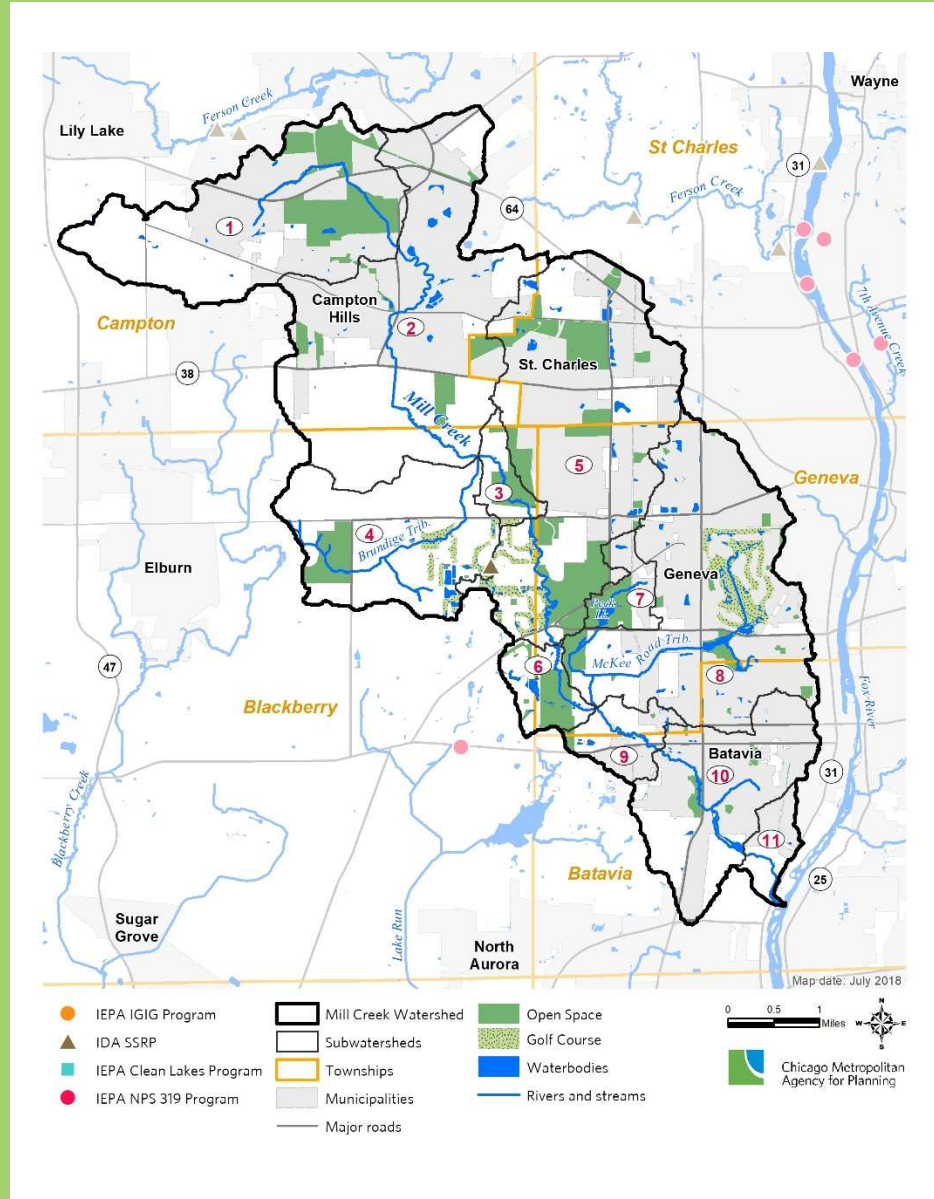 Wayne
Ferson Creek
Lily Lake
St Charles
31
Ferson Creek
64
1
7th Avenue Creek
Campton
Hills
Campton
2
St. Charles
38
Mill Creek
5
Geneva
3
4
Brundige Trib.
Elburn
Geneva
7
Peck
Lk.
McKee Road Trib.
6
47
8
Fox River
Blackberry
Batavia
9
10
31
Blackberry Creek
11
Batavia
25
Sugar
Grove
Lake Run
North
Aurora
Map date: July 2018
IEPA IGIG Program
IDA SSRP
IEPA Clean Lakes Program
IEPA NPS 319 Program
Mill Creek Watershed
Subwatersheds
Townships
Municipalities
Major roads
Open Space
Golf Course
Waterbodies
Rivers and streams
0 0.5 1
Miles
N
W E
S
Chicago Metropolitan
Agency for Planning